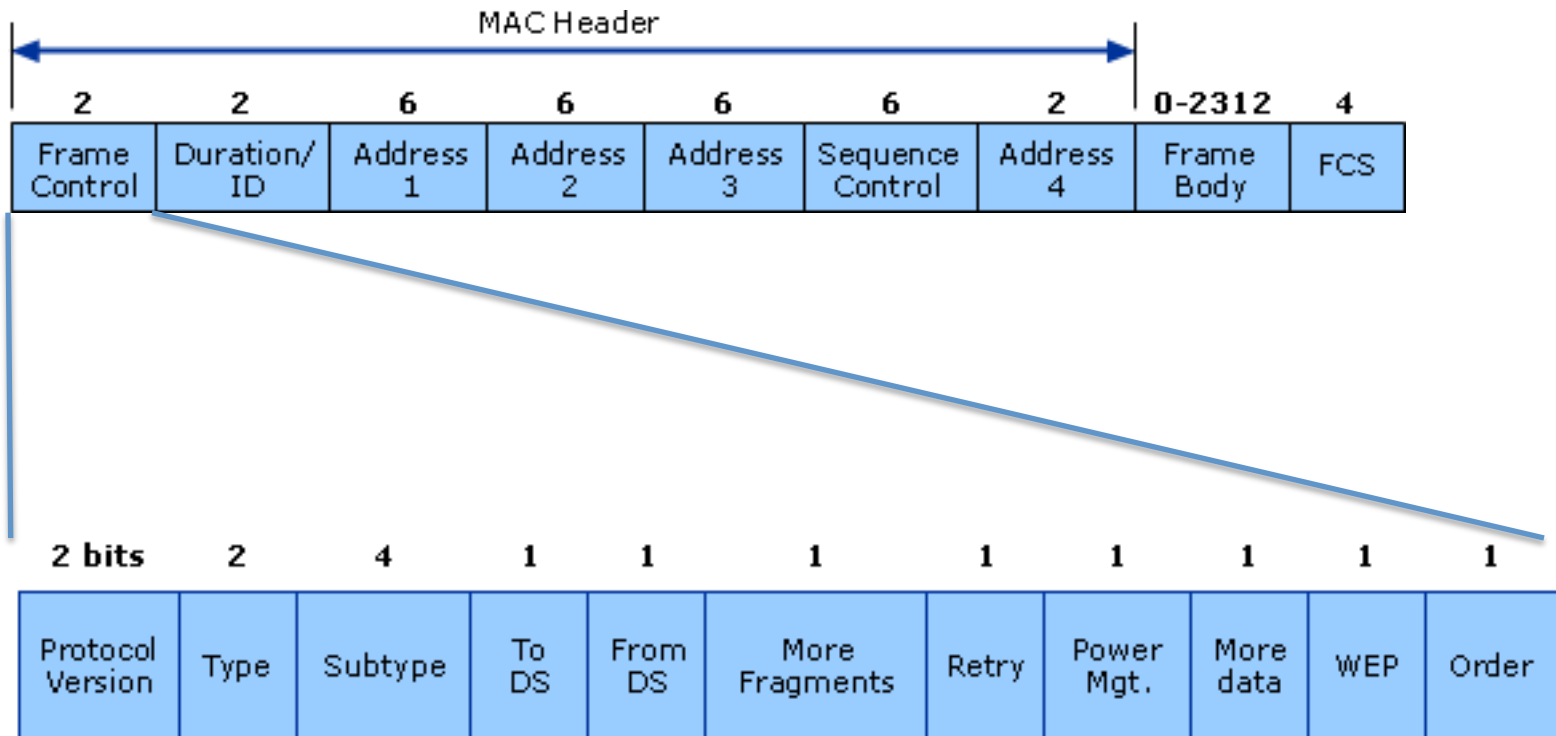 MAC Header
2 2 6 6 6 6 2 0-2312 4
Frame Control
Duration/ ID
Address 1
Address 2
Address 3
Sequence Control
Address 4
Frame Body
FCS
2 bits 2 4 1 1 1 1 1 1 1 1
Protocol Version
Type
Subtype
To DS
From DS
More Fragments
Retry
Power Mgt.
More data
WEP
Order